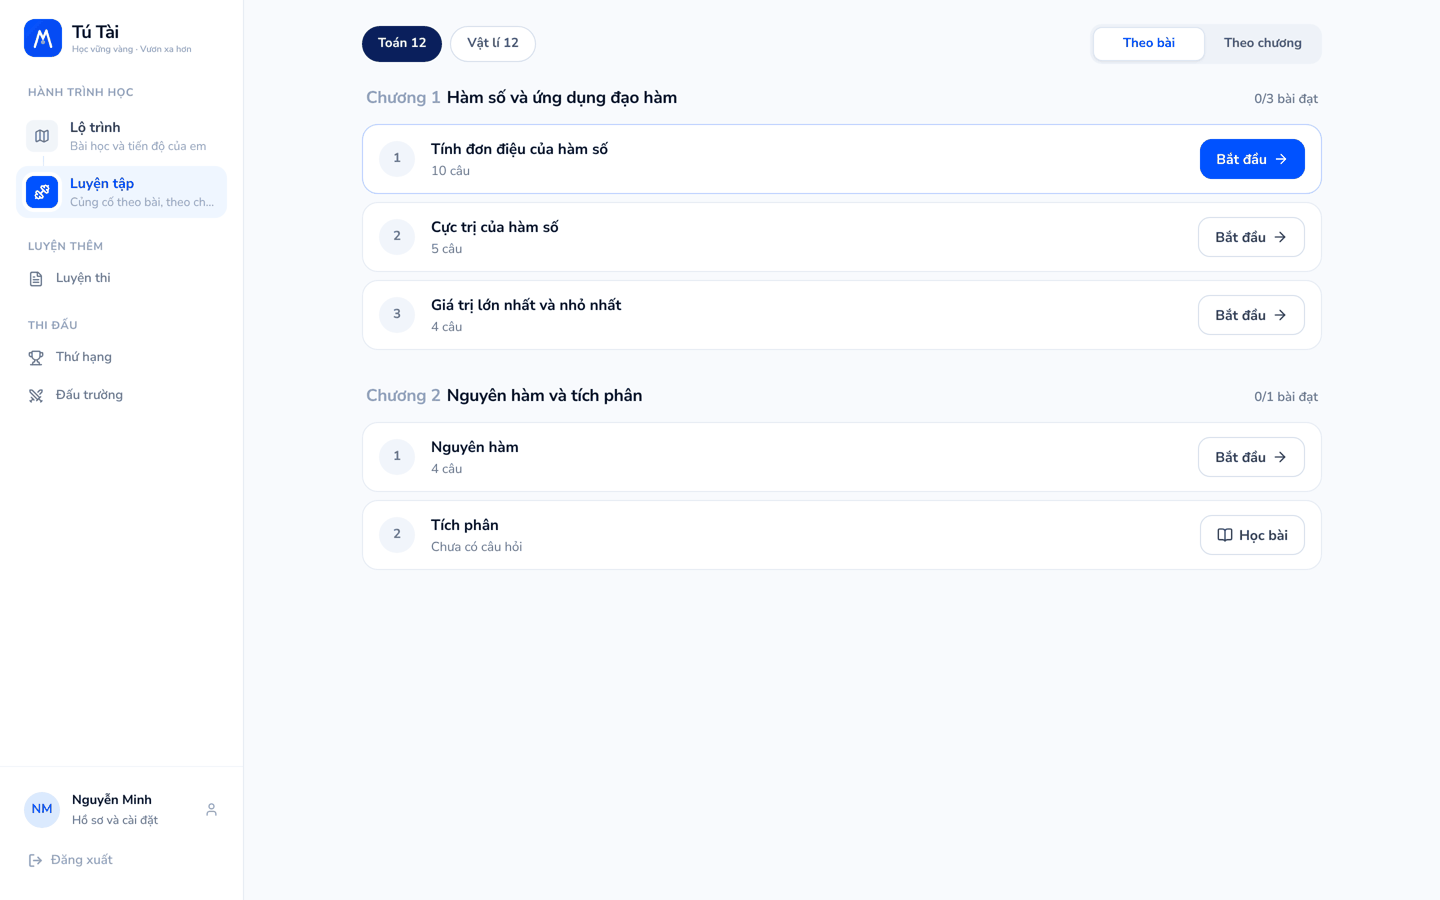 Tú Tài
Học vững vàng · Vươn xa hơn
HÀNH TRÌNH HỌC
Lộ trình
Bài học và tiến độ của em
Luyện tập
Củng cố theo bài, theo ch...
LUYỆN THÊM
Luyện thi
THI ĐẤU
Thứ hạng
Đấu trường
Nguyễn Minh
NM
Hồ sơ và cài đặt
Đăng xuất
Toán 12
Vật lí 12
Theo bài
Theo chương
Chương 1 Hàm số và ứng dụng đạo hàm
0/3 bài đạt
1
Tính đơn điệu của hàm số
10 câu
Bắt đầu
2
Cực trị của hàm số
5 câu
Bắt đầu
3
Giá trị lớn nhất và nhỏ nhất
4 câu
Bắt đầu
Chương 2 Nguyên hàm và tích phân
0/1 bài đạt
1
Nguyên hàm
4 câu
Bắt đầu
2
Tích phân
Chưa có câu hỏi
Học bài